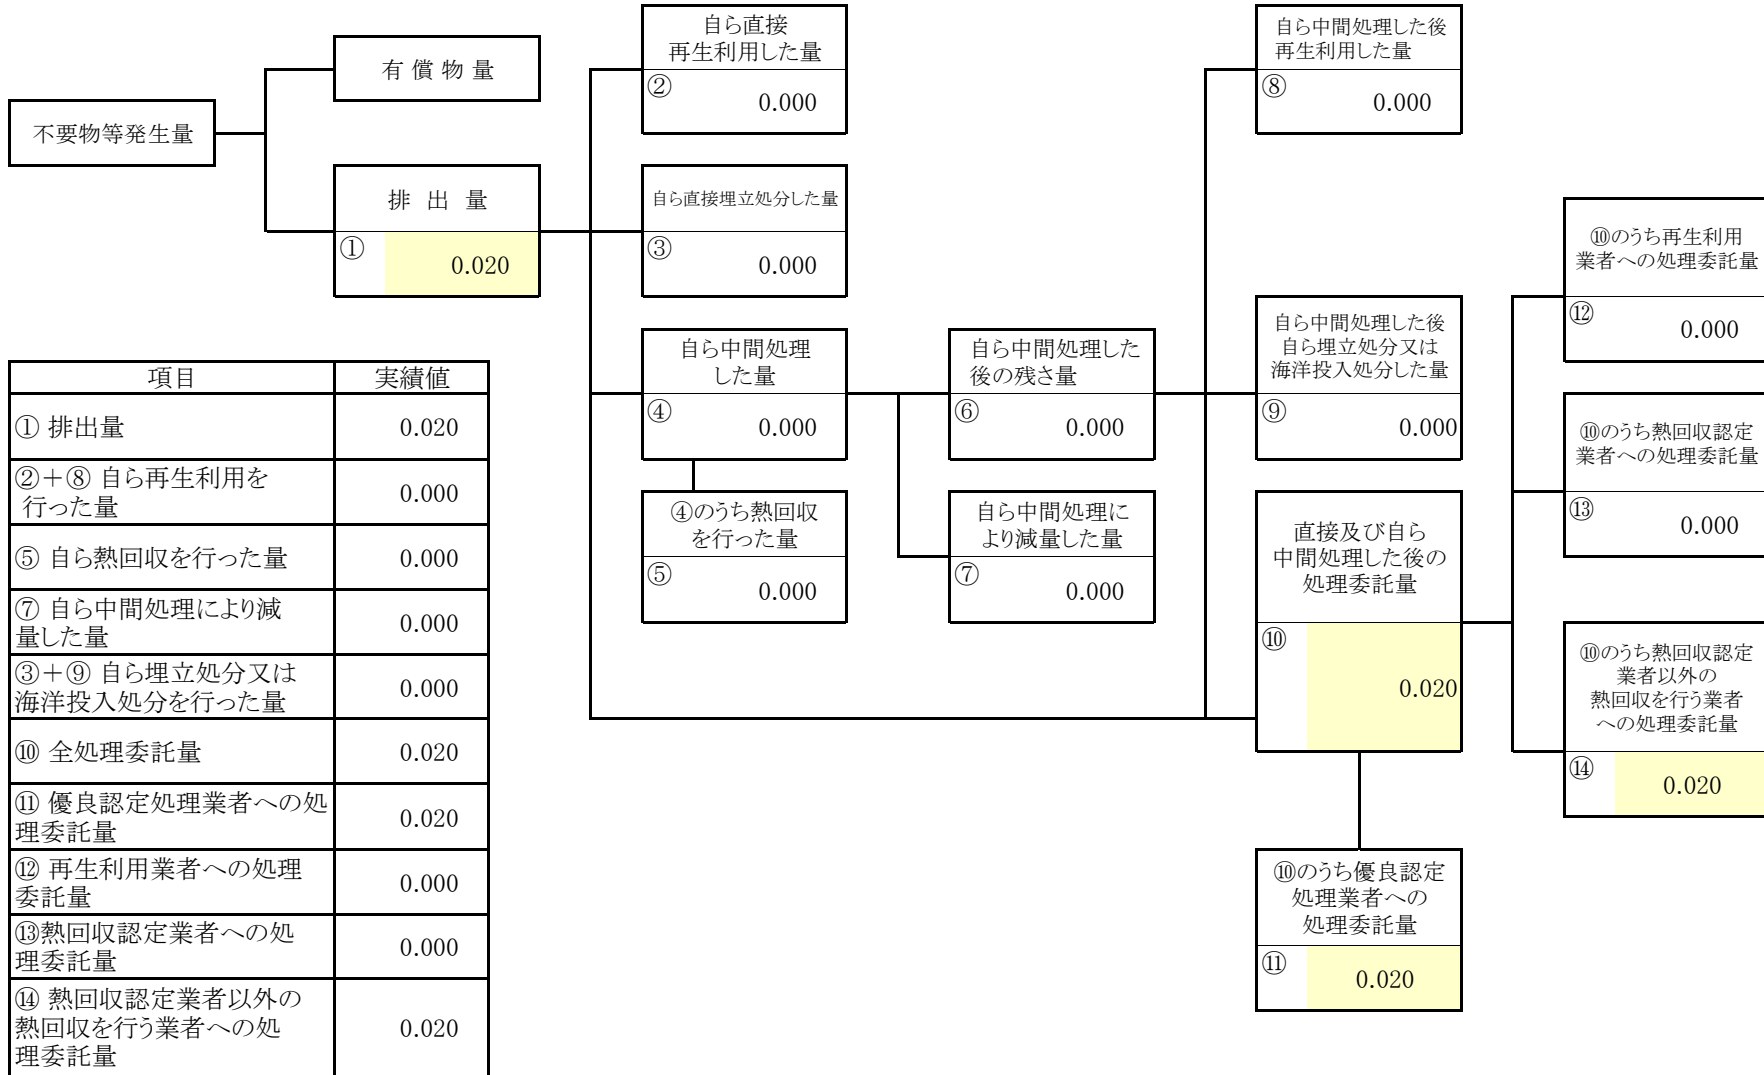 不要物等発生量
有 償 物 量
排 出 量
①
0.020
自ら直接
再生利用した量
②
0.000
自ら直接埋立処分した量
③
0.000
自ら中間処理
した量
④
0.000
④のうち熱回収
を行った量
⑤
0.000
自ら中間処理した
後の残さ量
⑥
0.000
自ら中間処理に
より減量した量
⑦
0.000
自ら中間処理した後
再生利用した量
⑧
0.000
自ら中間処理した後
自ら埋立処分又は
海洋投入処分した量
⑨
0.000
直接及び自ら
中間処理した後の
処理委託量
⑩
0.020
⑩のうち優良認定
処理業者への
処理委託量
⑪
0.020
⑩のうち再生利用
業者への処理委託量
⑫
0.000
⑩のうち熱回収認定
業者への処理委託量
⑬
0.000
⑩のうち熱回収認定
業者以外の
熱回収を行う業者
への処理委託量
⑭
0.020
項目 実績値
① 排出量 0.020
②+⑧ 自ら再生利用を
行った量 0.000
⑤ 自ら熱回収を行った量 0.000
⑦ 自ら中間処理により減
量した量 0.000
③+⑨ 自ら埋立処分又は
海洋投入処分を行った量 0.000
⑩ 全処理委託量 0.020
⑪ 優良認定処理業者への処
理委託量 0.020
⑫ 再生利用業者への処理
委託量 0.000
⑬熱回収認定業者への処
理委託量 0.000
⑭ 熱回収認定業者以外の
熱回収を行う業者への処
理委託量 0.020